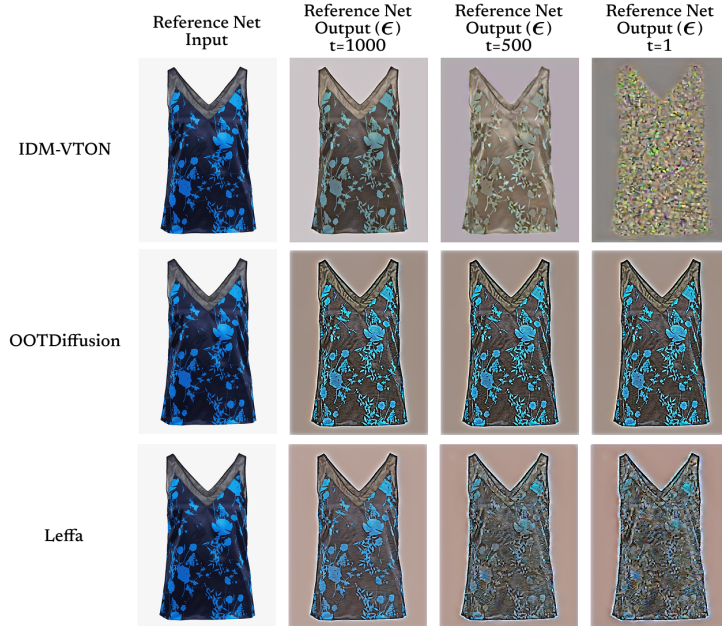 Reference Net
Input
Reference Net
Output (ϵ)
t=1000
Reference Net
Output (ϵ)
t=500
Reference Net
Output (ϵ)
t=1
IDM-VTON
OOTDiffusion
Leffa